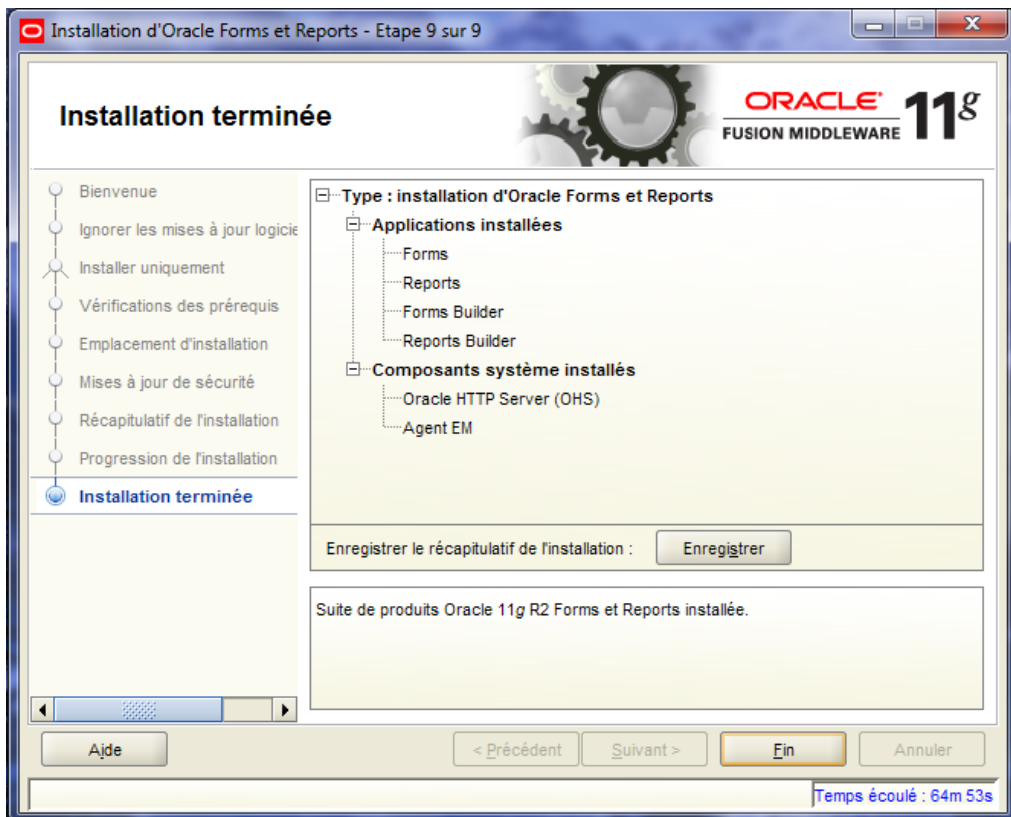 Installation d'Oracle Forms et Reports - Etape 9 sur 9
Installation terminée
ORACLE
FUSION MIDDLEWARE 11g
Bienvenue
Ignorer les mises à jour logicie
Installer uniquement
Vérifications des prérequis
Emplacement d'installation
Mises à jour de sécurité
Récapitulatif de l'installation
Progression de l'installation
Installation terminée
Type : installation d'Oracle Forms et Reports
Applications installées
Forms
Reports
Forms Builder
Reports Builder
Composants système installés
Oracle HTTP Server (OHS)
Agent EM
Enregistrer le récapitulatif de l'installation : Enregistrer
Suite de produits Oracle 11g R2 Forms et Reports installée.
Aide < Précédent Suivant > Fin Annuler
Temps écoulé : 64m 53s